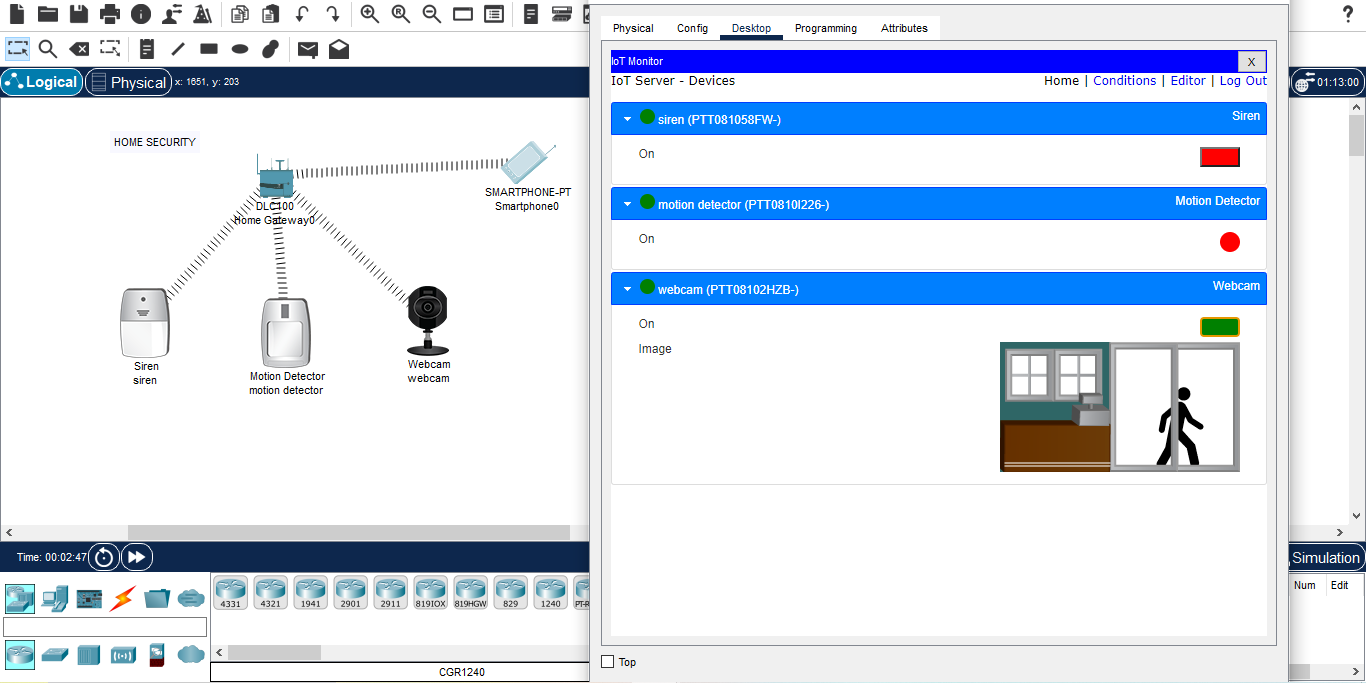 Physical Config Desktop Programming Attributes
?
IoT Monitor X
IoT Server - Devices Home | Conditions | Editor | Log Out
Logical Physical x: 1651, y: 203 01:13:00
siren (PTT081058FW-) Siren
On
HOME SECURITY
SMARTPHONE-PT
Smartphone0
DLC100
Home Gateway0
motion detector (PTT0810I226-) Motion Detector
On
webcam (PTT08102HZB-) Webcam
On
Image
Siren
siren
Motion Detector
motion detector
Webcam
webcam
Time: 00:02:47 Simulation
Num Edit
4331 4321 1941 2901 2911 819IOX 819HGW 829 1240
Top
CGR1240